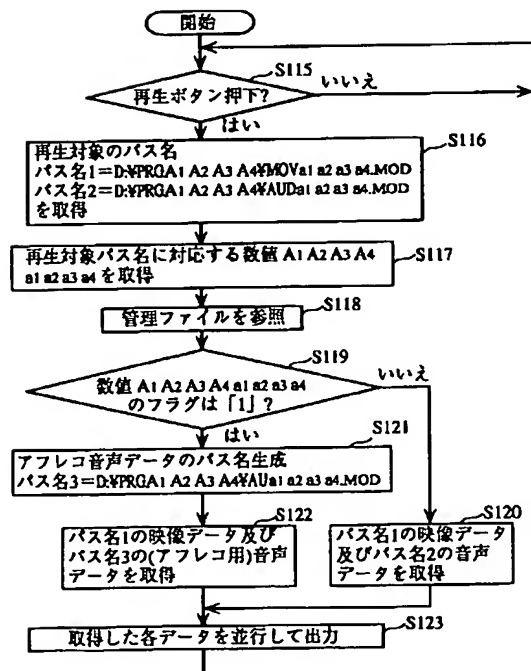 開始
S115
再生ボタン押下?
いいえ
はい
S116
再生対象のパス名
パス名1=D:¥PRGA1 A2 A3 A4¥MOVa1 a2 a3 a4.MOD
パス名2=D:¥PRGA1 A2 A3 A4¥AUDa1 a2 a3 a4.MOD
を取得
S117
再生対象パス名に対応する数値 A1 A2 A3 A4
a1 a2 a3 a4 を取得
S118
管理ファイルを参照
S119
数値 A1 A2 A3 A4 a1 a2 a3 a4
のフラグは「1」?
いいえ
はい
S121
アフレコ音声データのパス名生成
パス名3=D:¥PRGA1 A2 A3 A4¥AUa1 a2 a3 a4.MOD
S122
パス名1の映像データ及び
パス名3の(アフレコ用)音声
データを取得
S120
パス名1の映像データ
及びパス名2の音声
データを取得
S123
取得した各データを並行して出力